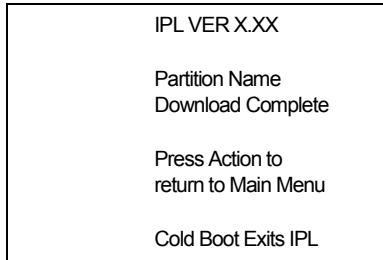 IPL VER X.XX
Partition Name
Download Complete
Press Action to
return to Main Menu
Cold Boot Exits IPL